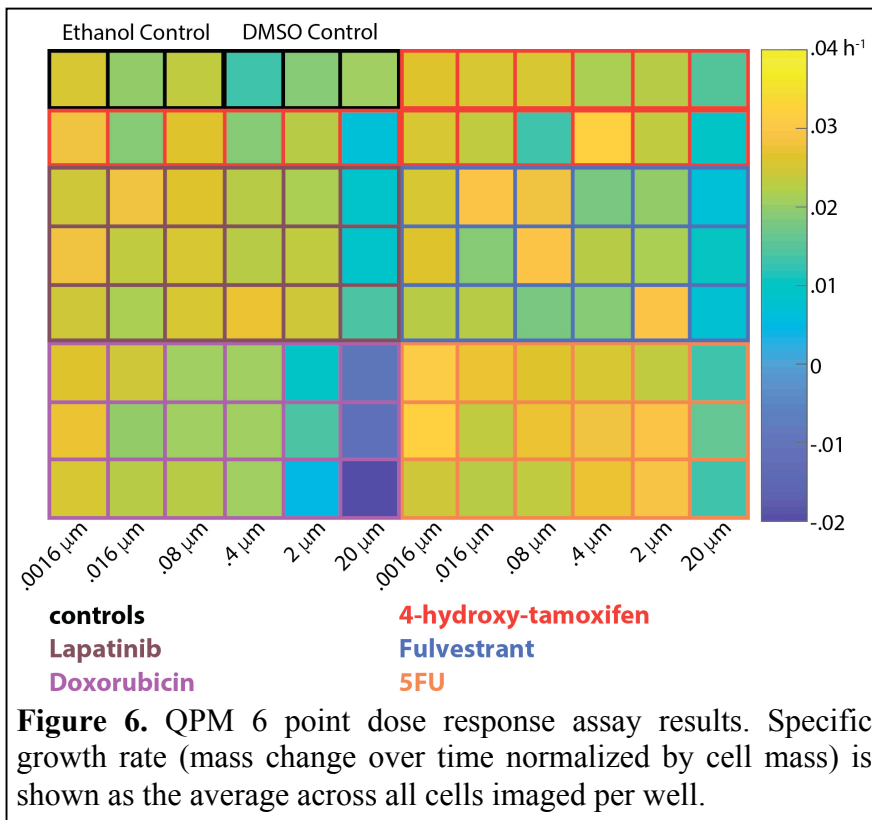 Ethanol Control DMSO Control
.04 h-1
.03
.02
.01
0
-.01
-.02
.0016 μm .016 μm .08 μm .4 μm 2 μm 20 μm .0016 μm .016 μm .08 μm .4 μm 2 μm 20 μm
controls 4-hydroxy-tamoxifen
Lapatinib Fulvestrant
Doxorubicin 5FU
Figure 6. QPM 6 point dose response assay results. Specific
growth rate (mass change over time normalized by cell mass) is
shown as the average across all cells imaged per well.